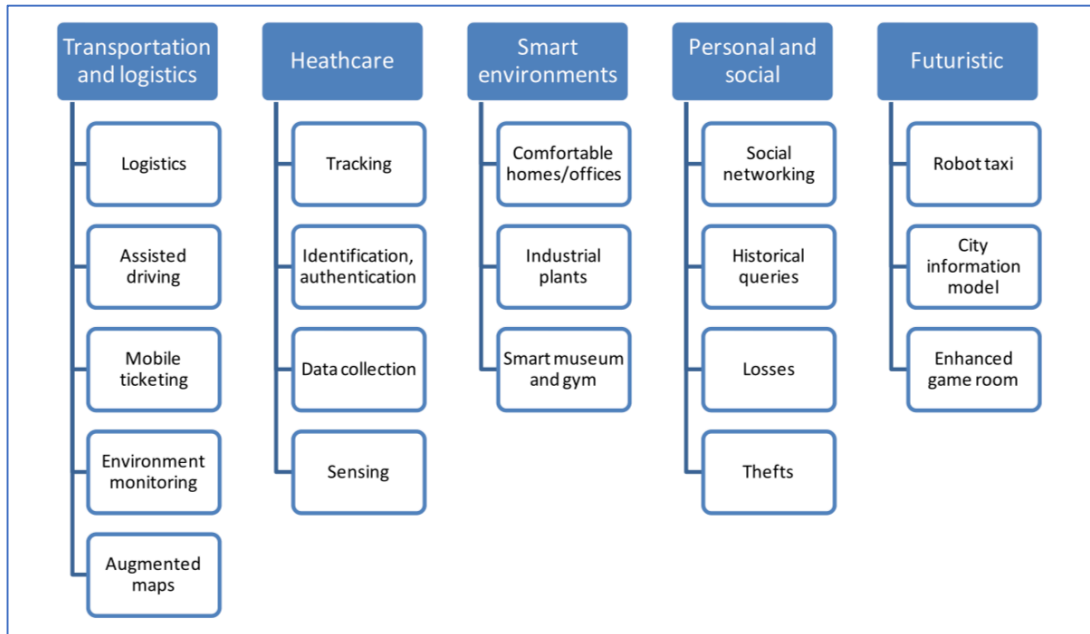 Transportation
and logistics
Logistics
Assisted
driving
Mobile
ticketing
Environment
monitoring
Augmented
maps
Heathcare
Tracking
Identification,
authentication
Data collection
Sensing
Smart
environments
Comfortable
homes/offices
Industrial
plants
Smart museum
and gym
Personal and
social
Social
networking
Historical
queries
Losses
Thefts
Futuristic
Robot taxi
City
information
model
Enhanced
game room